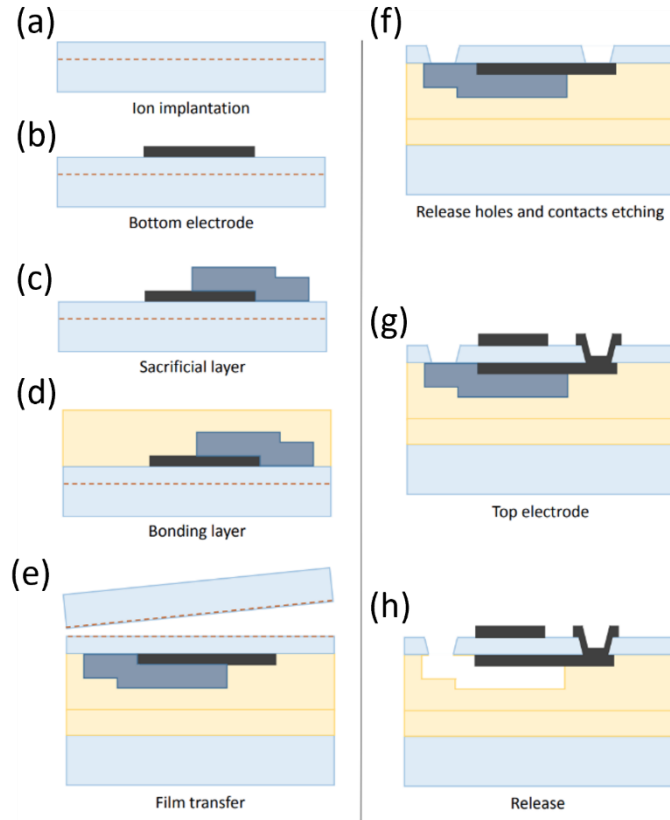 (a)
Ion implantation
(b)
Bottom electrode
(c)
Sacrificial layer
(d)
Bonding layer
(e)
Film transfer
(f)
Release holes and contacts etching
(g)
Top electrode
(h)
Release